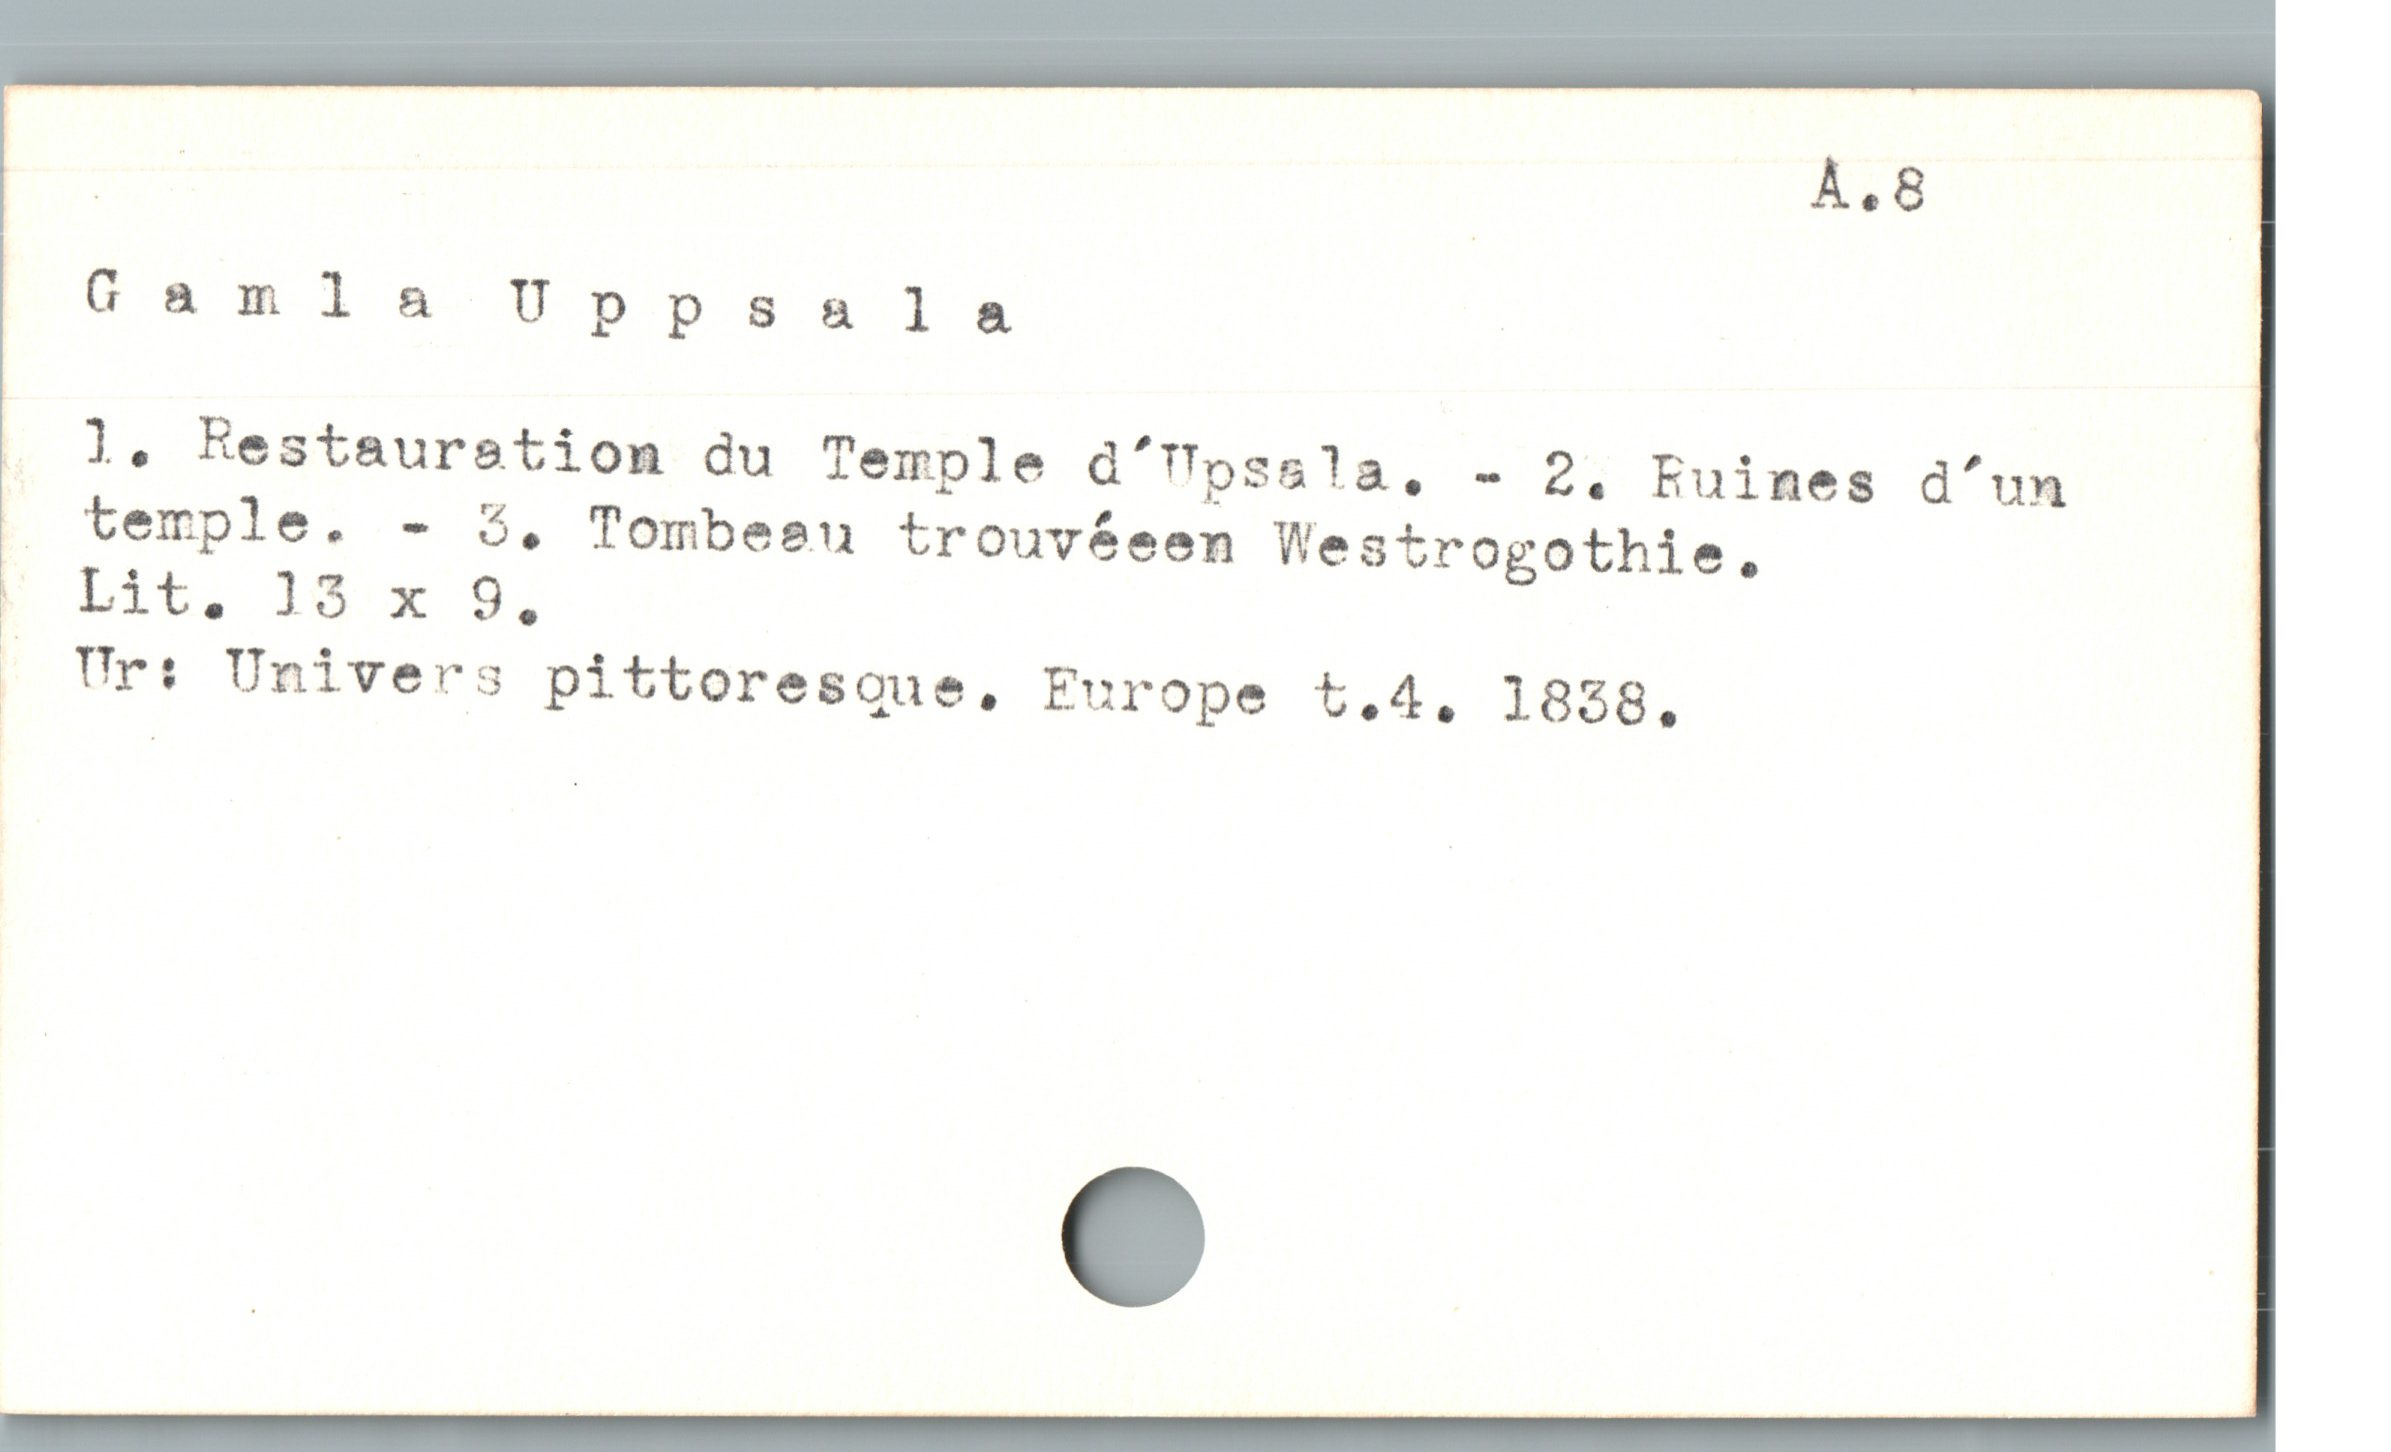 A.8
G a m l a U p p s a l a
1. Restauration du Temple d´Upsala. - 2. Ruines d´un
temple. - 3. Tombeau trouvéeen Westrogothie.
Lit. 13 x 9.
Ur: Univers pittoresque. Europe t.4. 1838.